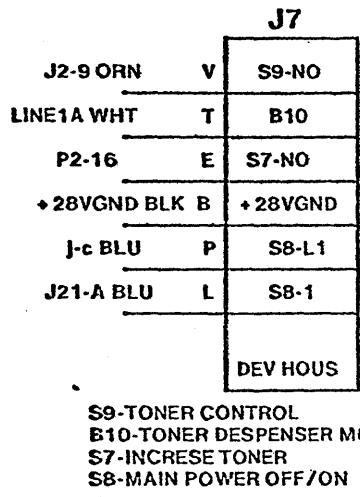 J7
J2-9 ORN V S9-NO
LINE1A WHT T B10
P2-16 E S7-NO
+28VGND BLK B +28VGND
J-c BLU P S8-L1
J21-A BLU L S8-1
DEV HOUS
S9-TONER CONTROL
B10-TONER DESPENSER
S7-INCRESE TONER
S8-MAIN POWER OFF/ON